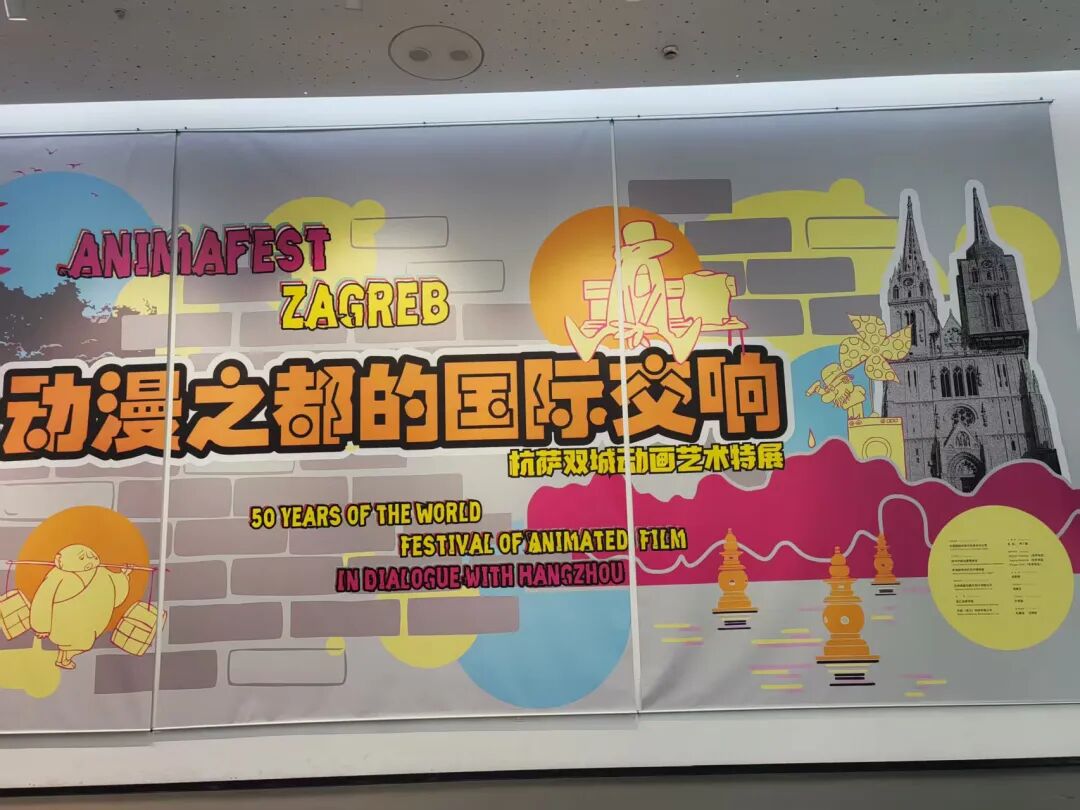 ANIMAFEST
ZAGREB
动漫之都的国际交响
杭萨双城动画艺术特展
50 YEARS OF THE WORLD
FESTIVAL OF ANIMATED FILM
IN DIALOGUE WITH HANGZHOU